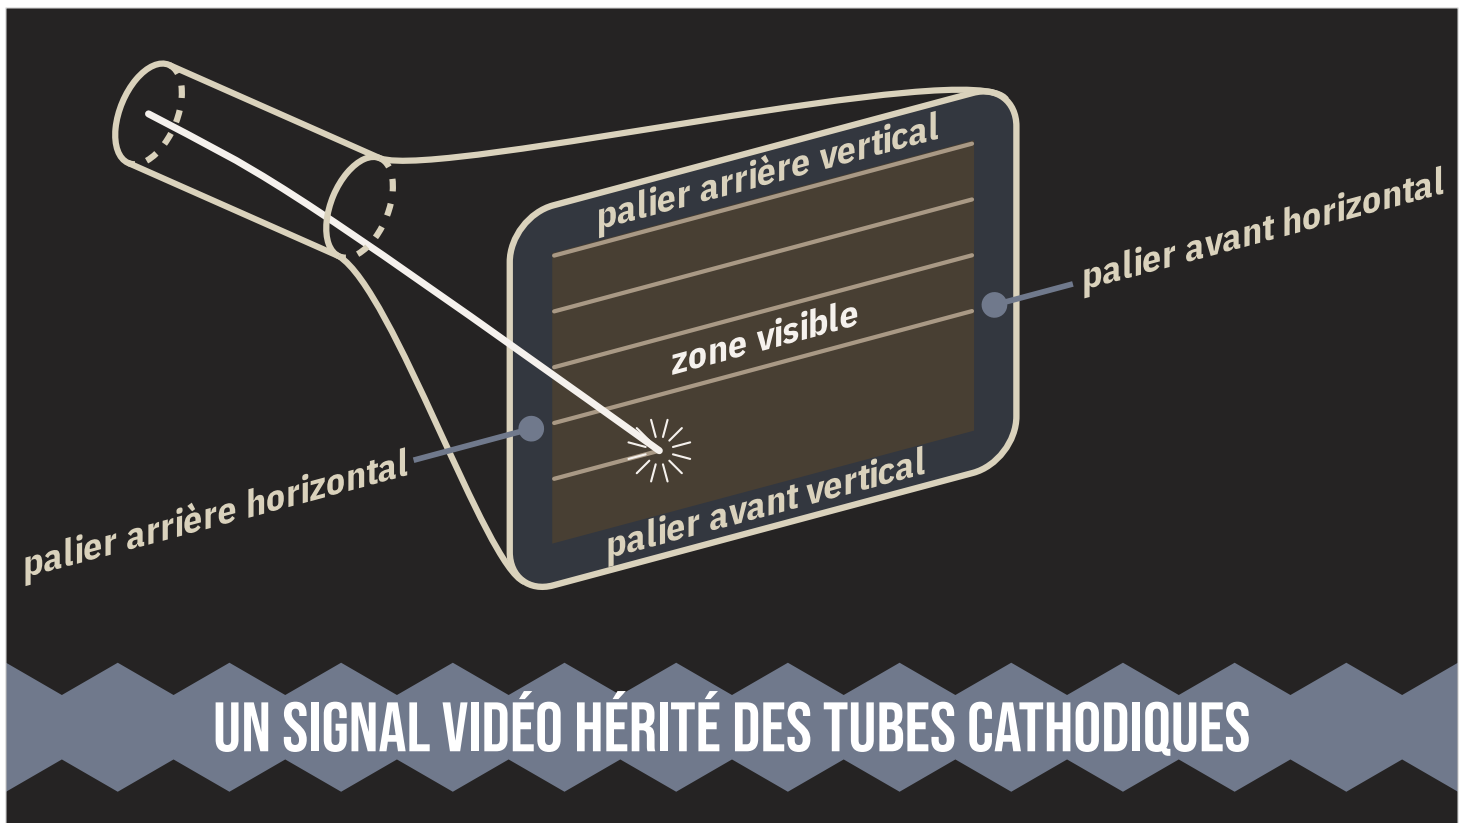 palier arrière vertical
palier avant horizontal
zone visible
palier arrière horizontal
palier avant vertical
UN SIGNAL VIDÉO HÉRITÉ DES TUBES CATHODIQUES